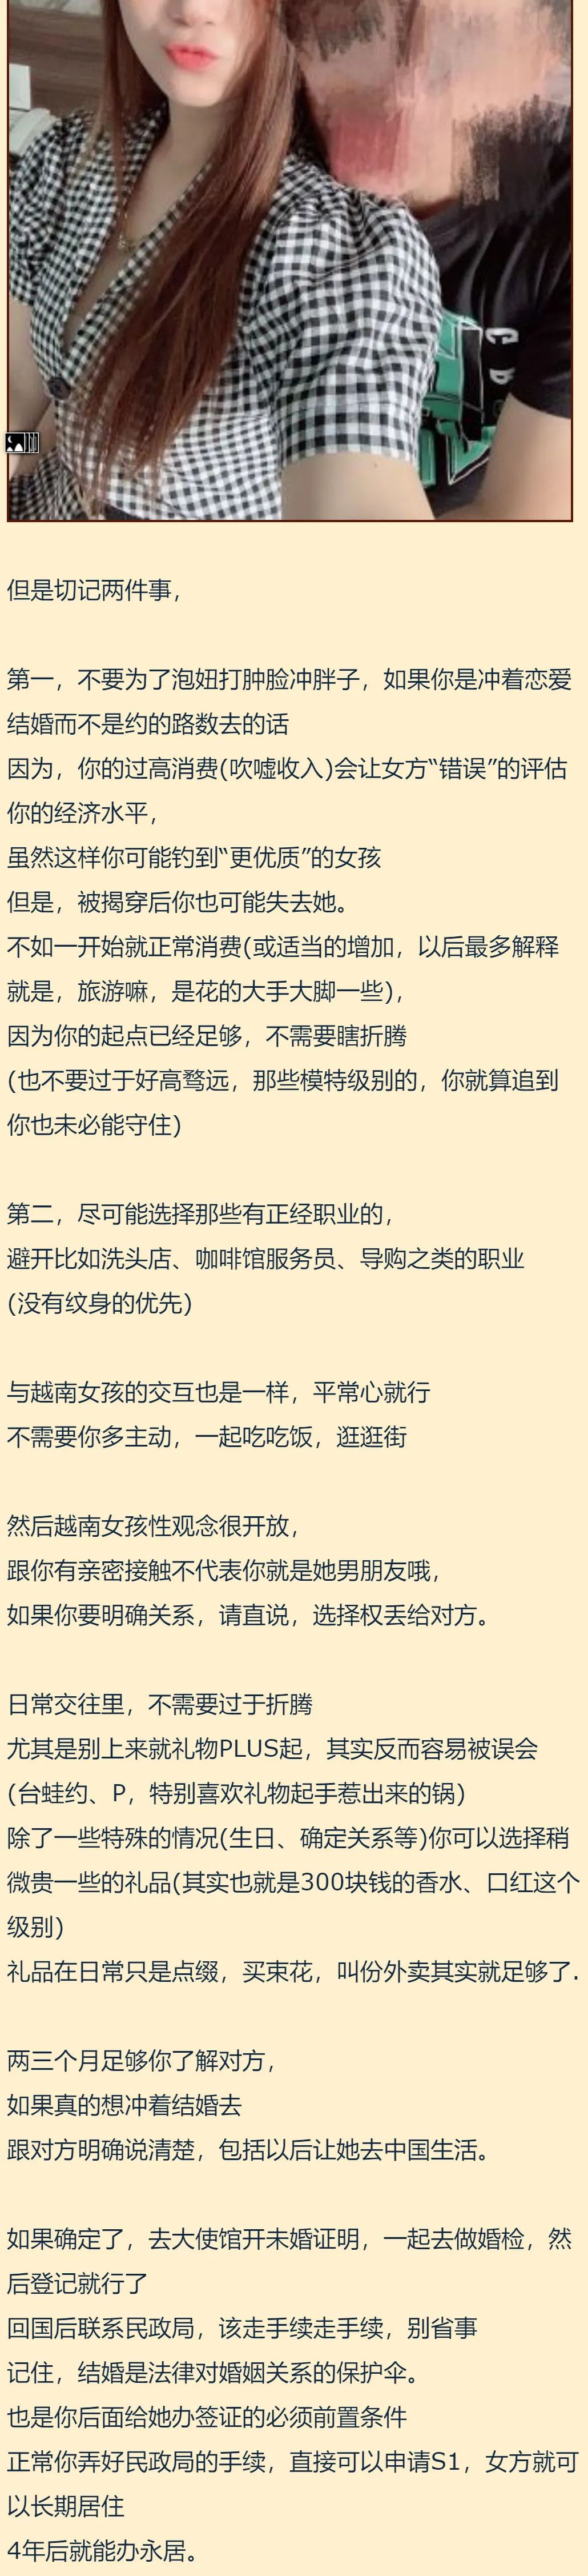 但是切记两件事，
第一，不要为了泡妞打肿脸冲胖子，如果你是冲着恋爱
结婚而不是约的路数去的话
因为，你的过高消费(吹嘘收入)会让女方“错误”的评估
你的经济水平，
虽然这样你可能钓到“更优质”的女孩
但是，被揭穿后你也可能失去她。
不如一开始就正常消费(或适当的增加，以后最多解释
就是，旅游嘛，是花的大手大脚一些)，
因为你的起点已经足够，不需要瞎折腾
(也不要过于好高骛远，那些模特级别的，你就算追到
你也未必能守住)
第二，尽可能选择那些有正经职业的，
避开比如洗头店、咖啡馆服务员、导购之类的职业
(没有纹身的优先)
与越南女孩的交互也是一样，平常心就行
不需要你多主动，一起吃吃饭，逛逛街
然后越南女孩性观念很开放，
跟你有亲密接触不代表你就是她男朋友哦，
如果你要明确关系，请直说，选择权丢给对方。
日常交往里，不需要过于折腾
尤其是别上来就礼物PLUS起，其实反而容易被误会
(台蛙约、P，特别喜欢礼物起手惹出来的锅)
除了一些特殊的情况(生日、确定关系等)你可以选择稍
微贵一些的礼品(其实也就是300块钱的香水、口红这个
级别)
礼品在日常只是点缀，买束花，叫份外卖其实就足够了.
两三个月足够你了解对方，
如果真的想冲着结婚去
跟对方明确说清楚，包括以后让她去中国生活。
如果确定了，去大使馆开未婚证明，一起去做婚检，然
后登记就行了
回国后联系民政局，该走手续走手续，别省事
记住，结婚是法律对婚姻关系的保护伞。
也是你后面给她办签证的必须前置条件
正常你弄好民政局的手续，直接可以申请S1，女方就可
以长期居住
4年后就能办永居。